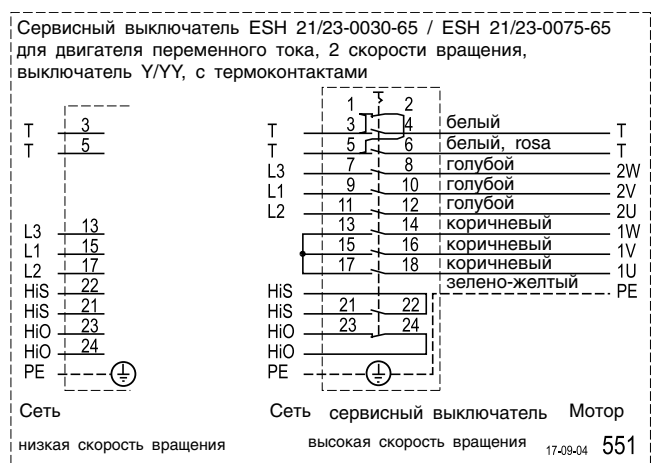 Сервисный выключатель ESH 21/23-0030-65 / ESH 21/23-0075-65
для двигателя переменного тока, 2 скорости вращения,
выключатель Y/YY, с термоконтактами
1 2
T 3 T 3 4 белый T
T 5 T 5 6 белый, rosa T
L3 7 8 голубой 2W
L1 9 10 голубой 2V
L2 11 12 голубой 2U
L3 13 13 14 коричневый 1W
L1 15 15 16 коричневый 1V
L2 17 17 18 коричневый 1U
HiS 22 HiS зелено-желтый PE
HiS 21 HiS 21 22
HiO 23 HiO 23 24
HiO 24 HiO
PE PE
Сеть Сеть сервисный выключатель Мотор
низкая скорость вращения высокая скорость вращения 17-09-04 551